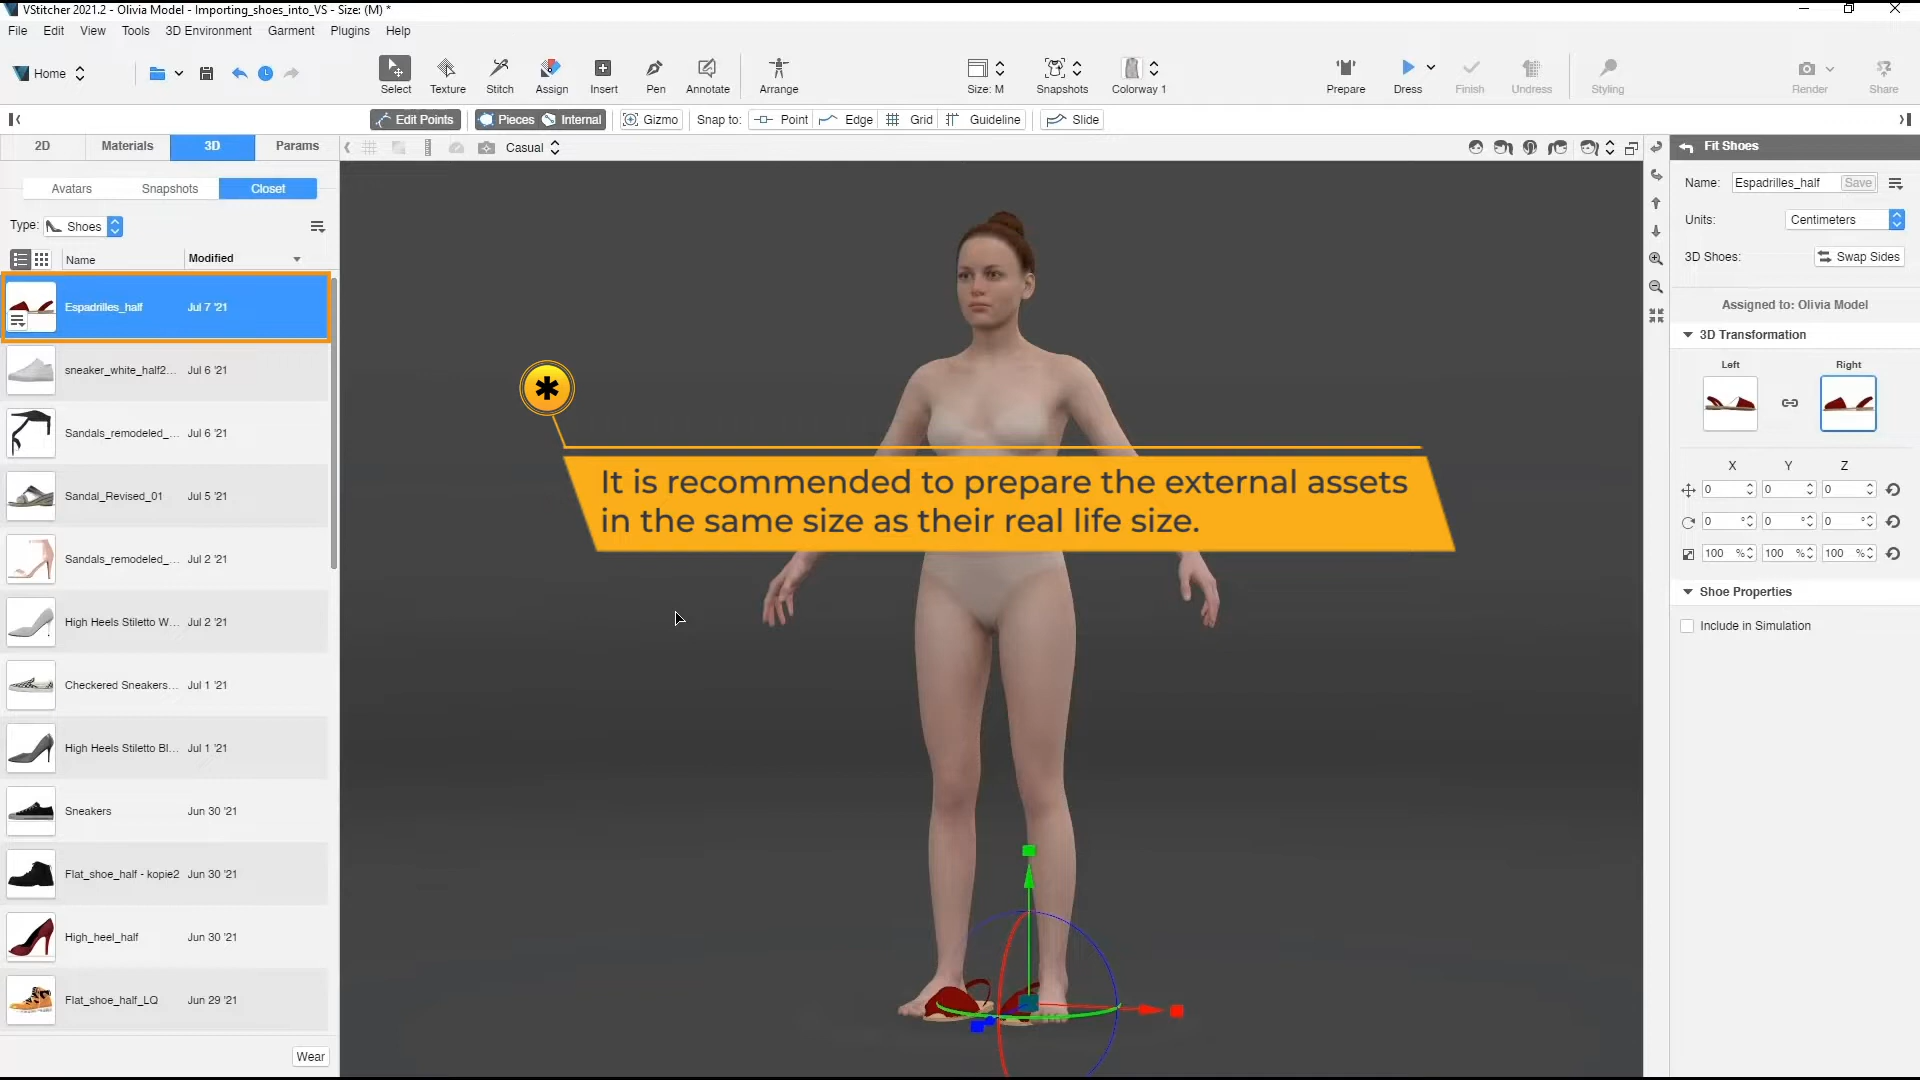 VStitcher 2021.2 - Olivia Model - Importing_shoes_into_VS - Size: (M) *
File Edit View Tools 3D Environment Garment Plugins Help
Home Select Texture Stitch Assign Insert Pen Annotate Arrange Size: M Snapshots Colorway 1 Prepare Dress Finish Undress Styling Render Share
Edit Points Pieces Internal Gizmo Snap to: Point Edge Grid Guideline Slide
2D Materials 3D Params Casual Fit Shoes
Avatars Snapshots Closet
Type: Shoes
Name Modified
Espadrilles_half Jul 7 '21
sneaker_white_half2... Jul 6 '21
Sandals_remodeled_... Jul 6 '21
Sandal_Revised_01 Jul 5 '21
Sandals_remodeled_... Jul 2 '21
High Heels Stiletto W... Jul 2 '21
Checkered Sneakers... Jul 1 '21
High Heels Stiletto Bl... Jul 1 '21
Sneakers Jun 30 '21
Flat_shoe_half - kopie2 Jun 30 '21
High_heel_half Jun 30 '21
Flat_shoe_half_LQ Jun 29 '21
Wear
It is recommended to prepare the external assets
in the same size as their real life size.
Name: Espadrilles_half Save
Units: Centimeters
3D Shoes: Swap Sides
Assigned to: Olivia Model
3D Transformation
Left Right
X Y Z
0 0 0
0 ° 0 ° 0 °
100 % 100 % 100 %
Shoe Properties
Include in Simulation